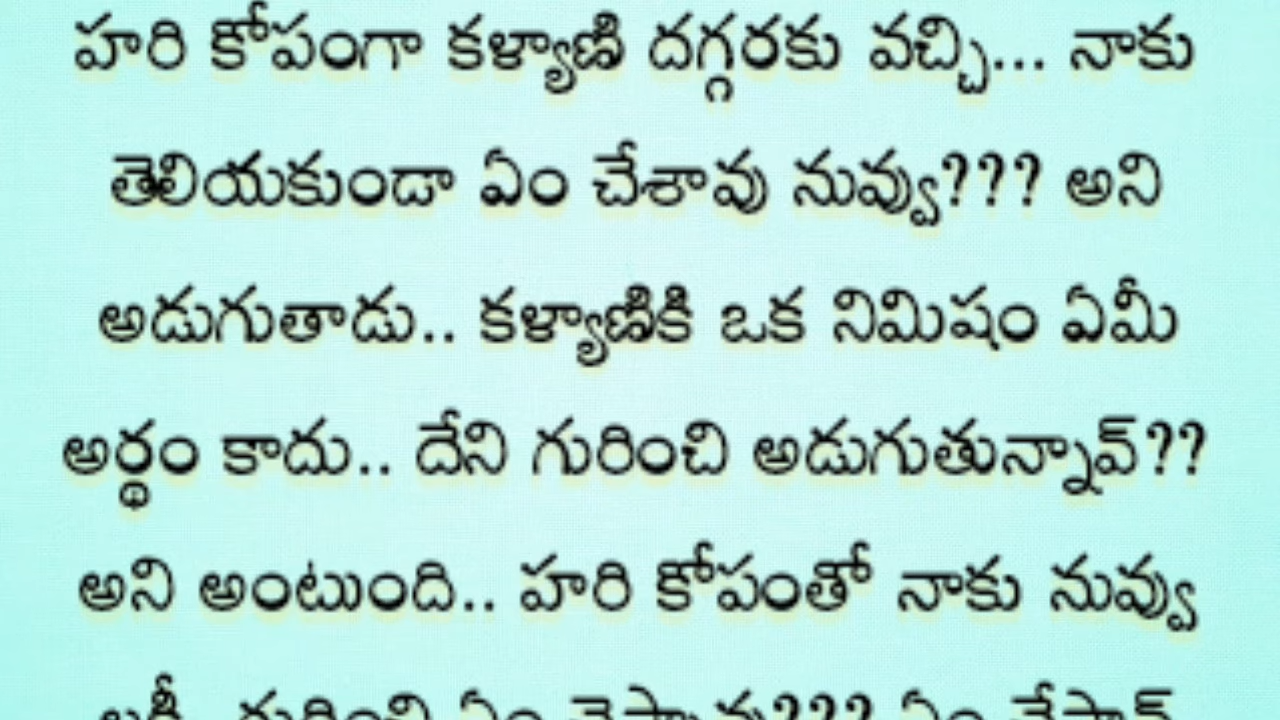 హరి కోపంగా కళ్యాణి దగ్గరకు వచ్చి... నాకు
తెలియకుండా ఏం చేశావు నువ్వు??? అని
అడుగుతాడు.. కళ్యాణికి ఒక నిమిషం ఏమీ
అర్థం కాదు.. దేని గురించి అడుగుతున్నావ్??
అని అంటుంది.. హరి కోపంతో నాకు నువ్వు
గురించి ఏం చెప్పావు??? ఏం చేసావ్